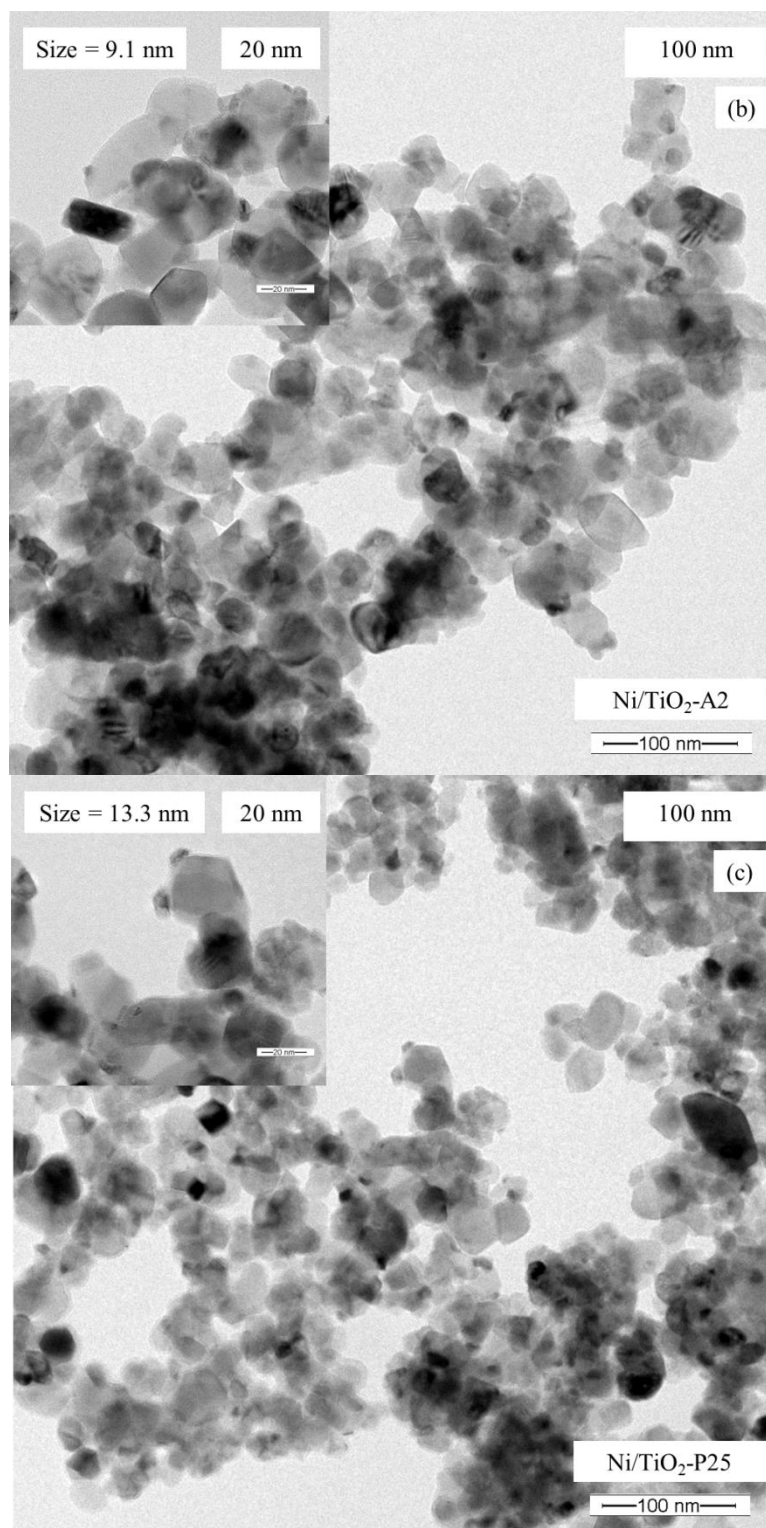 Size = 9.1 nm 20 nm 100 nm
(b)
20 nm
Ni/TiO₂-A2
100 nm
Size = 13.3 nm 20 nm 100 nm
(c)
20 nm
Ni/TiO₂-P25
100 nm